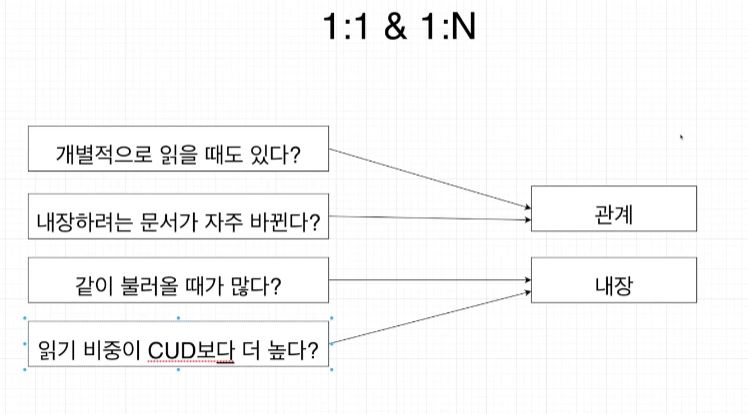 1:1 & 1:N
개별적으로 읽을 때도 있다?
내장하려는 문서가 자주 바뀐다?
관계
같이 불러올 때가 많다?
내장
읽기 비중이 CUD보다 더 높다?